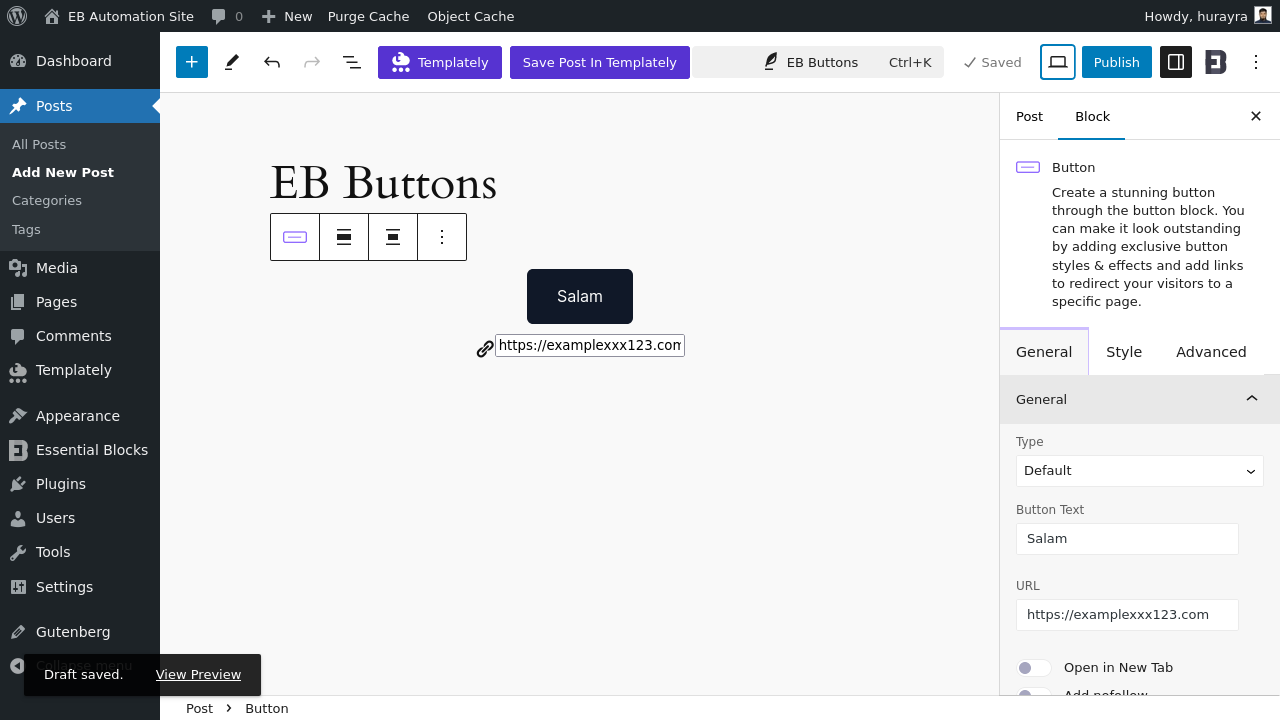 EB Automation Site
0
New
Purge Cache
Object Cache
Howdy, hurayra
Dashboard
Posts
All Posts
Add New Post
Categories
Tags
Media
Pages
Comments
Templately
Appearance
Essential Blocks
Plugins
Users
Tools
Settings
Gutenberg
Collapse menu
Draft saved.
View Preview
Templately
Save Post In Templately
EB Buttons
Ctrl+K
Saved
Publish
EB Buttons
Salam
https://examplexxx123.com
Post
Block
Button
Create a stunning button
through the button block. You
can make it look outstanding
by adding exclusive button
styles & effects and add links
to redirect your visitors to a
specific page.
General
Style
Advanced
General
Type
Default
Button Text
Salam
URL
https://examplexxx123.com
Open in New Tab
Add nofollow
Post
Button